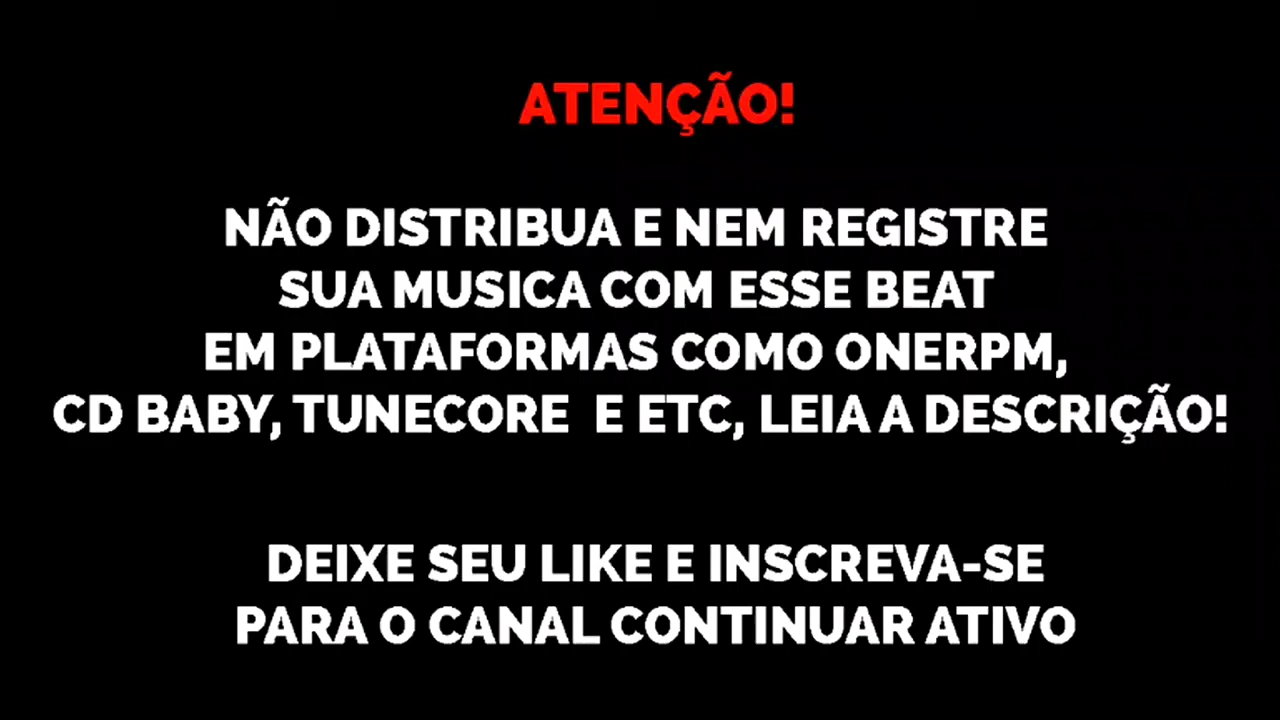 ATENÇÃO!
NÃO DISTRIBUA E NEM REGISTRE
SUA MUSICA COM ESSE BEAT
EM PLATAFORMAS COMO ONERPM,
CD BABY, TUNECORE E ETC, LEIA A DESCRIÇÃO!
DEIXE SEU LIKE E INSCREVA-SE
PARA O CANAL CONTINUAR ATIVO